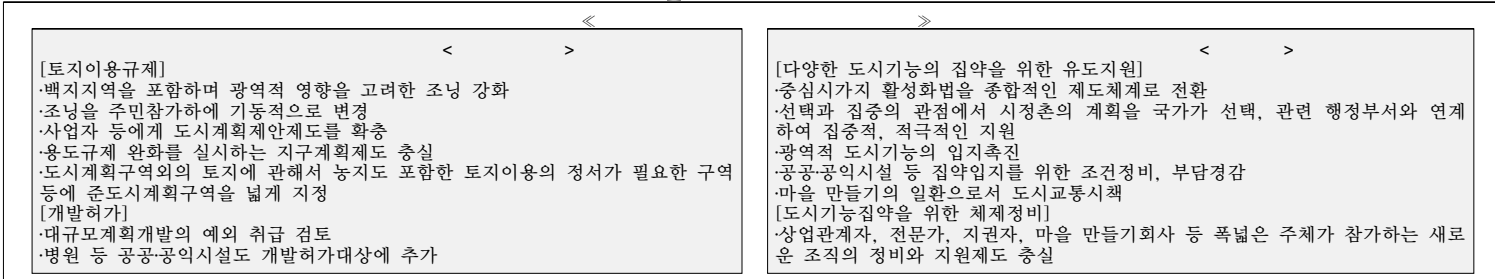 ≪ ≫
< >
[토지이용규제]
·백지지역을 포함하며 광역적 영향을 고려한 조닝 강화
·조닝을 주민참가하에 기동적으로 변경
·사업자 등에게 도시계획제안제도를 확충
·용도규제 완화를 실시하는 지구계획제도 충실
·도시계획구역외의 토지에 관해서 농지도 포함한 토지이용의 정서가 필요한 구역
등에 준도시계획구역을 넓게 지정
[개발허가]
·대규모계획개발의 예외 취급 검토
·병원 등 공공·공익시설도 개발허가대상에 추가
< >
[다양한 도시기능의 집약을 위한 유도지원]
·중심시가지 활성화법을 종합적인 제도체계로 전환
·선택과 집중의 관점에서 시정촌의 계획을 국가가 선택, 관련 행정부서와 연계
하여 집중적, 적극적인 지원
·광역적 도시기능의 입지촉진
·공공·공익시설 등 집약입지를 위한 조건정비, 부담경감
·마을 만들기의 일환으로서 도시교통시책
[도시기능집약을 위한 체제정비]
·상업관계자, 전문가, 지권자, 마을 만들기회사 등 폭넓은 주체가 참가하는 새로
운 조직의 정비와 지원제도 충실